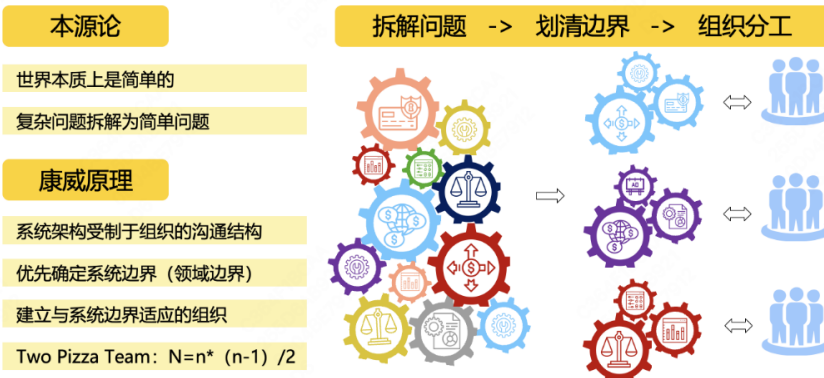 本源论
世界本质上是简单的
复杂问题拆解为简单问题
康威原理
系统架构受制于组织的沟通结构
优先确定系统边界（领域边界）
建立与系统边界适应的组织
Two Pizza Team：N=n*（n-1）/2
拆解问题 -> 划清边界 -> 组织分工
AD